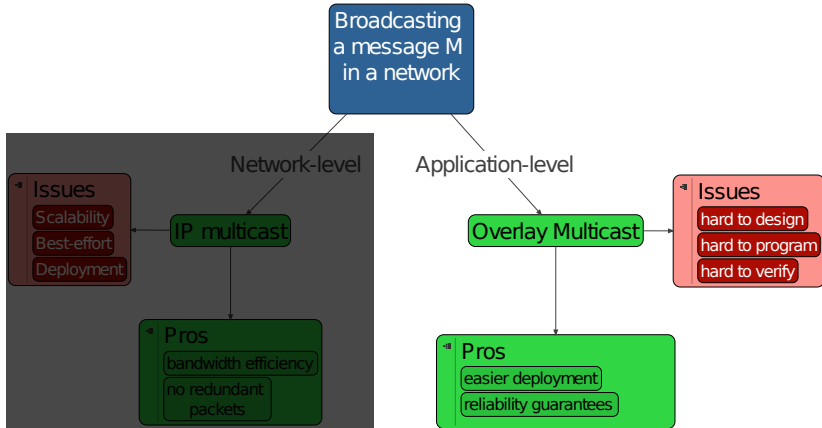 Broadcasting
a message M
in a network
Network-level
Application-level
Issues
Scalability
Best-effort
Deployment
IP multicast
Overlay Multicast
Issues
hard to design
hard to program
hard to verify
Pros
bandwidth efficiency
no redundant
packets
Pros
easier deployment
reliability guarantees